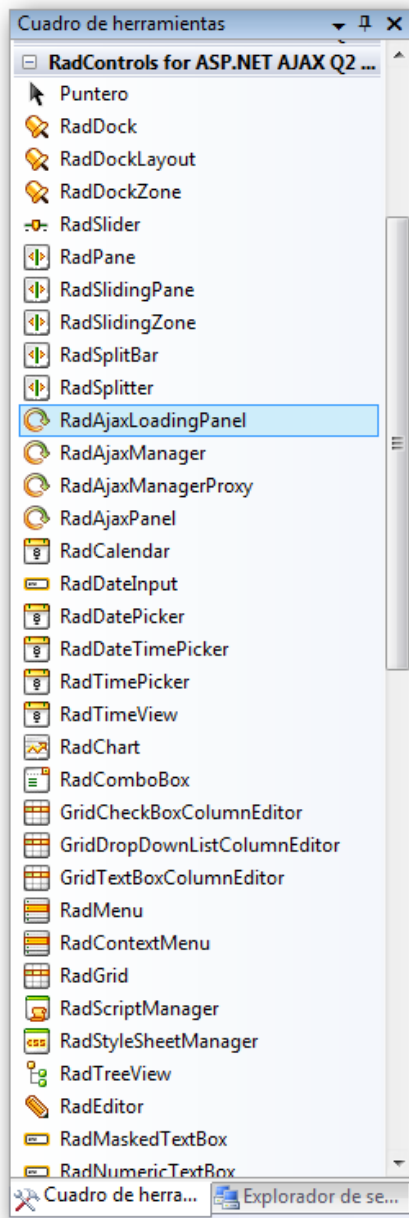 Cuadro de herramientas
RadControls for ASP.NET AJAX Q2 ...
Puntero
RadDock
RadDockLayout
RadDockZone
RadSlider
RadPane
RadSlidingPane
RadSlidingZone
RadSplitBar
RadSplitter
RadAjaxLoadingPanel
RadAjaxManager
RadAjaxManagerProxy
RadAjaxPanel
RadCalendar
RadDateInput
RadDatePicker
RadDateTimePicker
RadTimePicker
RadTimeView
RadChart
RadComboBox
GridCheckBoxColumnEditor
GridDropDownListColumnEditor
GridTextBoxColumnEditor
RadMenu
RadContextMenu
RadGrid
RadScriptManager
RadStyleSheetManager
RadTreeView
RadEditor
RadMaskedTextBox
RadNumericTextBox
Cuadro de herra... Explorador de se...